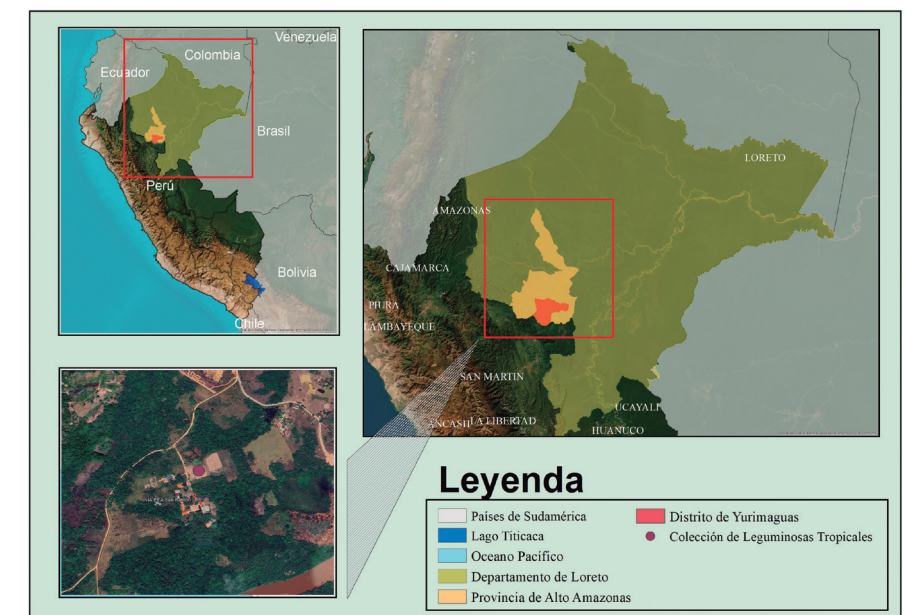 Venezuela
Colombia
Ecuador
Brasil
Perú
Bolivia
Chile
LORETO
AMAZONAS
CAJAMARCA
PIURA
LAMBAYEQUE
SAN MARTIN
ANCASH
LA LIBERTAD
UCAYALI
HUANUCO
Leyenda
Países de Sudamérica
Lago Titicaca
Oceano Pacífico
Departamento de Loreto
Provincia de Alto Amazonas
Distrito de Yurimaguas
Colección de Leguminosas Tropicales